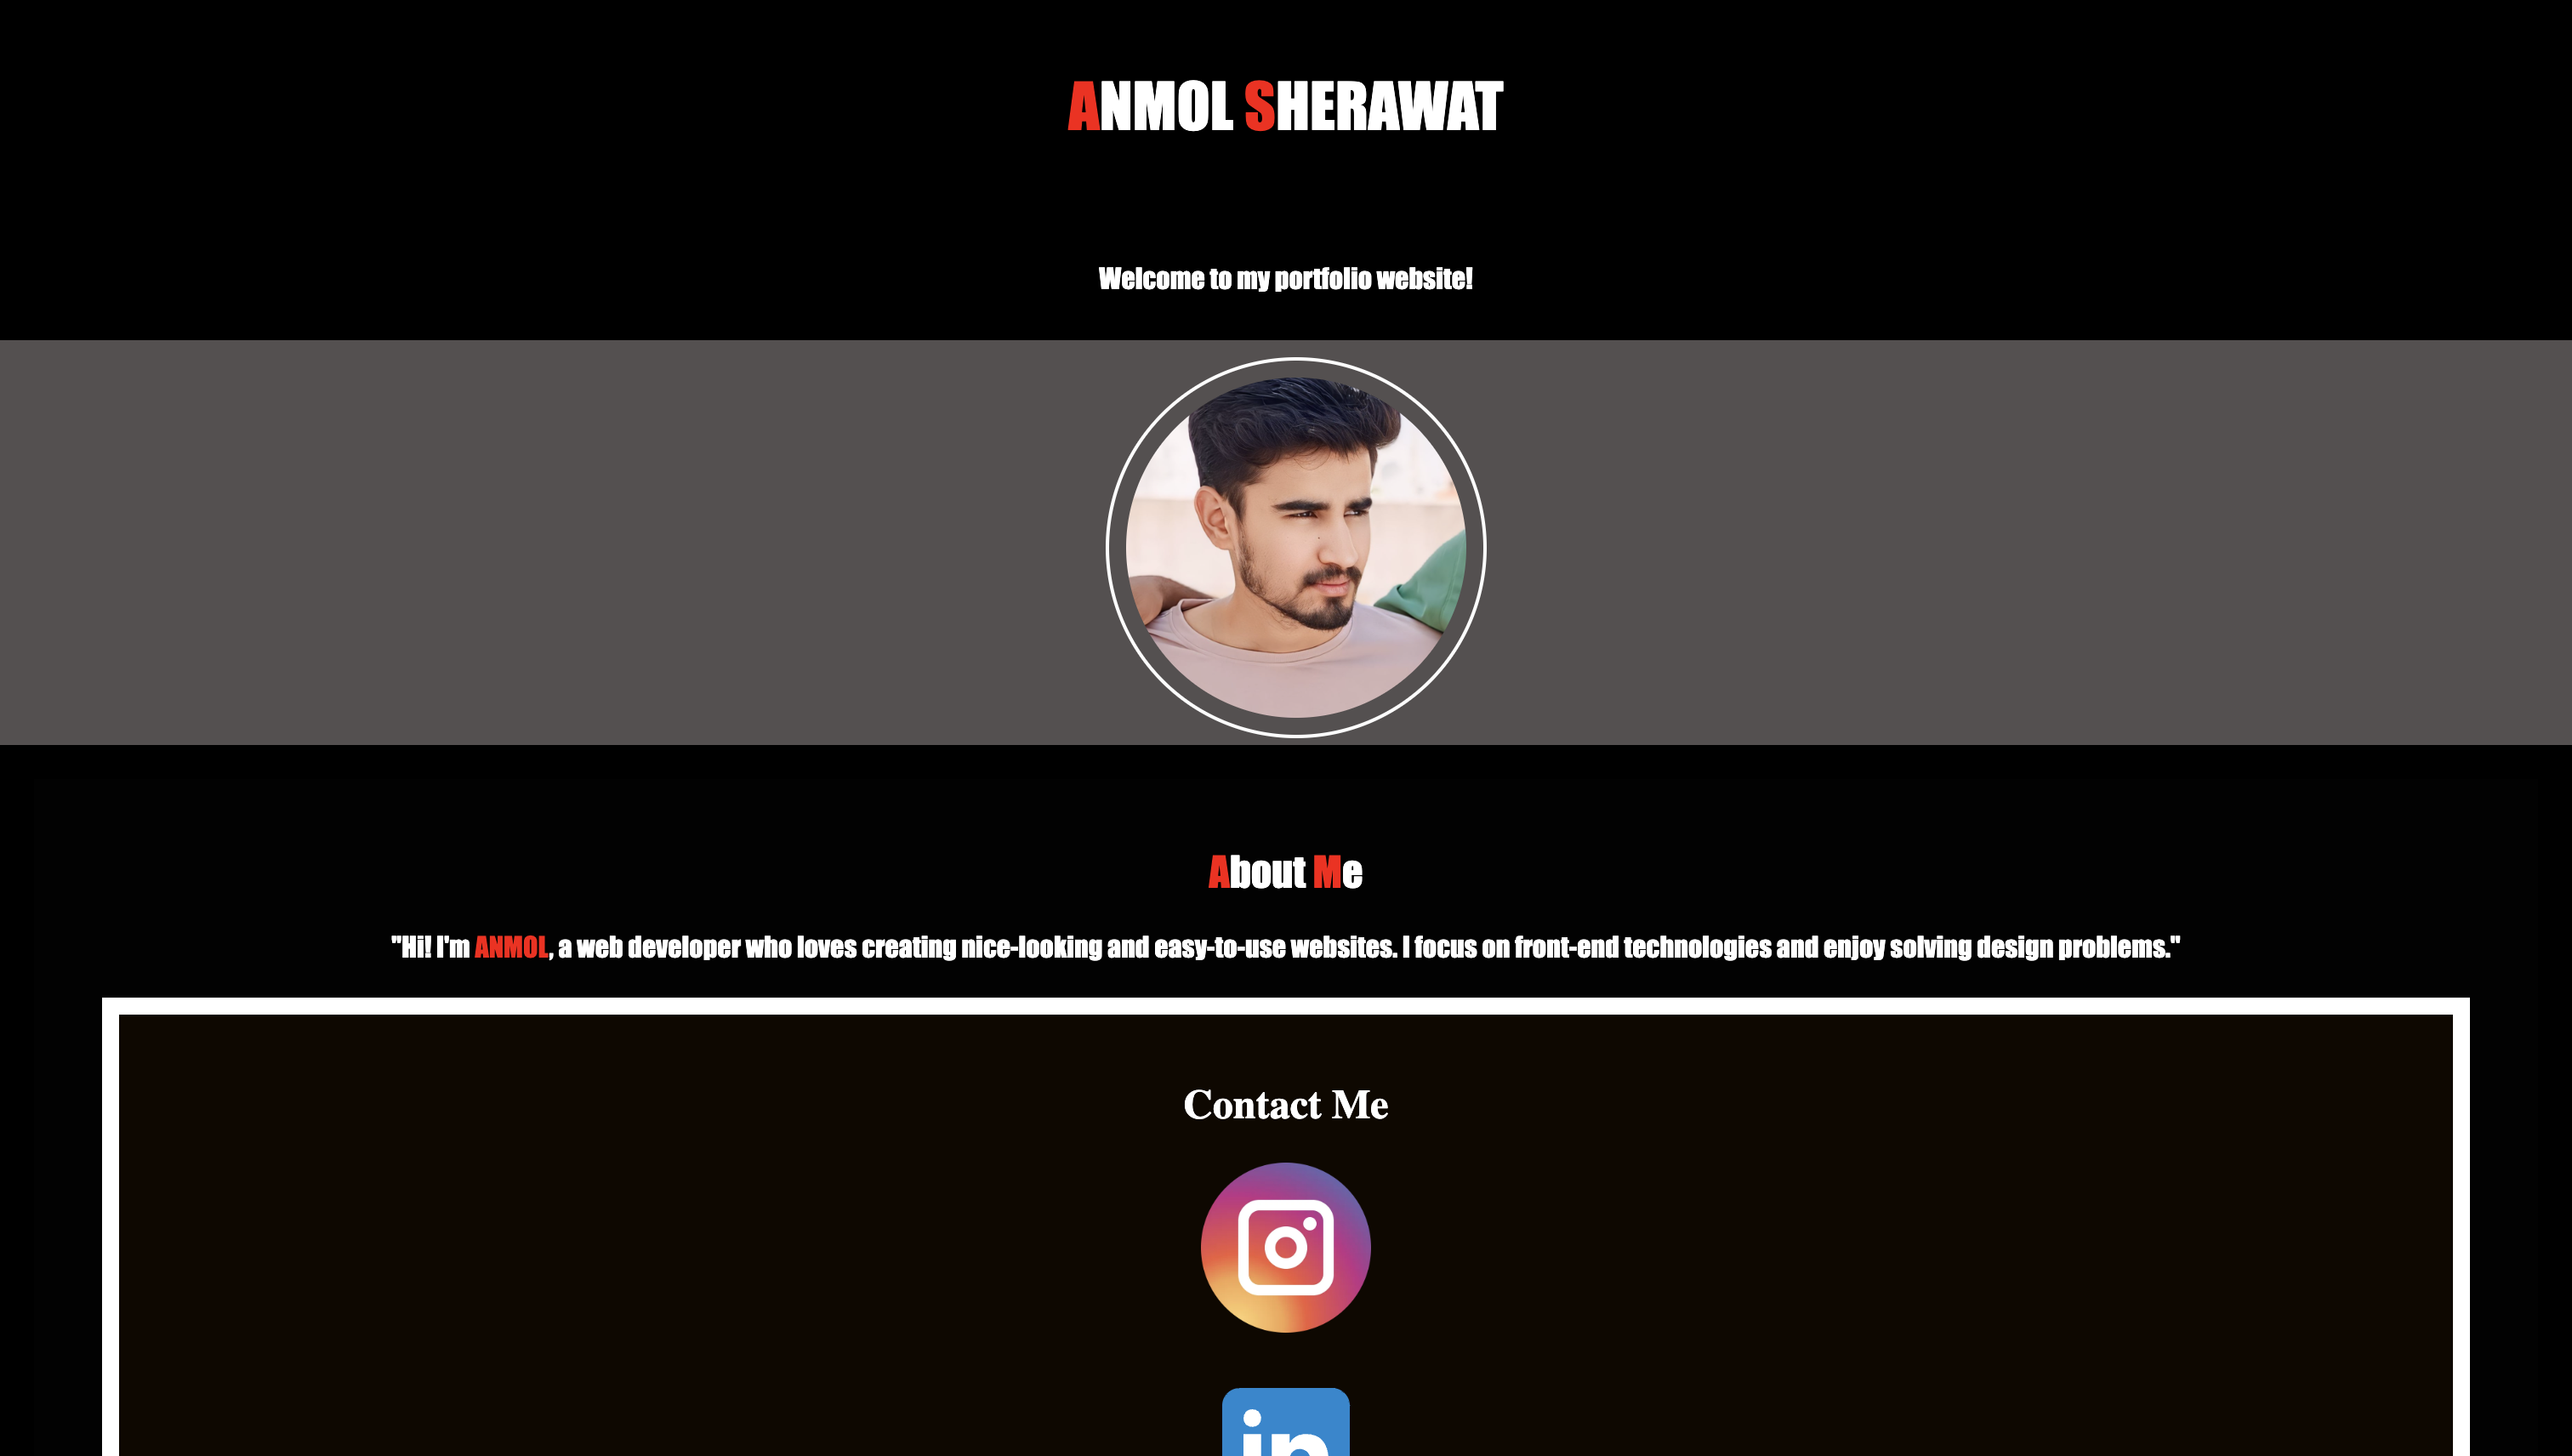 ANMOL SHERAWAT
Welcome to my portfolio website!
About Me
"Hi! I'm ANMOL, a web developer who loves creating nice-looking and easy-to-use websites. I focus on front-end technologies and enjoy solving design problems."
Contact Me
in